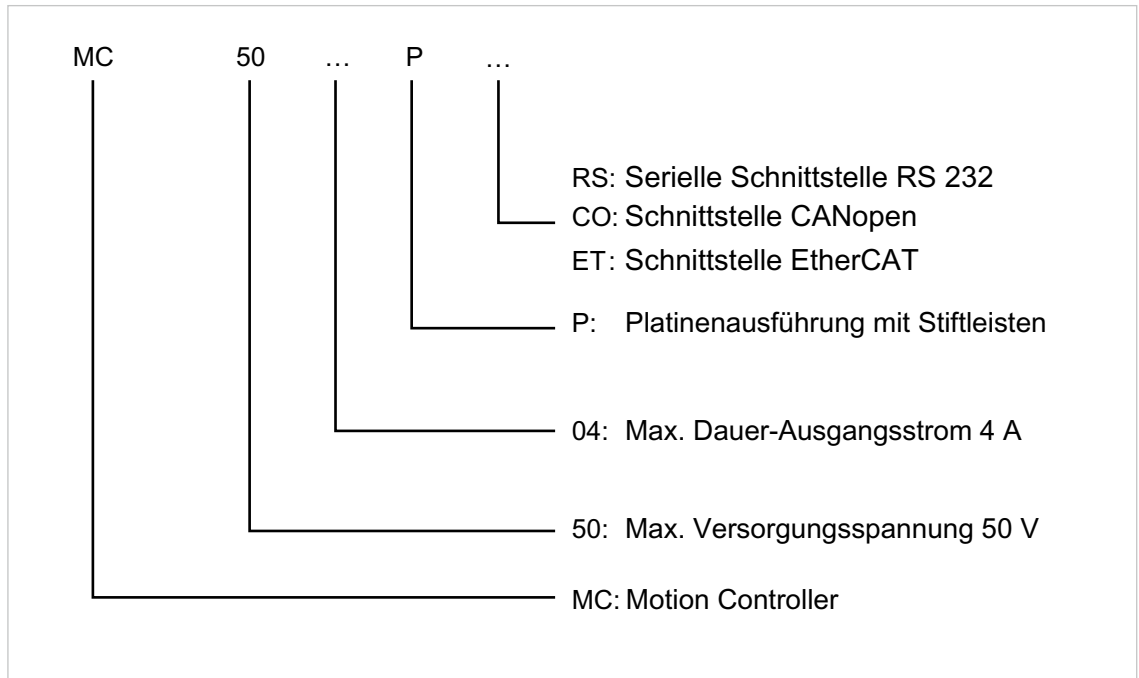 MC 50 … P …
RS: Serielle Schnittstelle RS 232
CO: Schnittstelle CANopen
ET: Schnittstelle EtherCAT
P: Platinenausführung mit Stiftleisten
04: Max. Dauer-Ausgangsstrom 4 A
50: Max. Versorgungsspannung 50 V
MC: Motion Controller